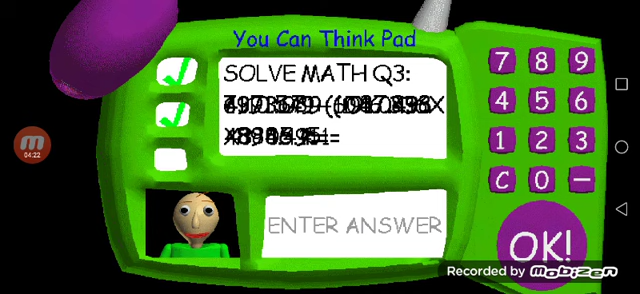 You Can Think Pad
SOLVE MATH Q3:
7 8 9
4 5 6
1 2 3
C 0 -
ENTER ANSWER
OK!
04:22
Recorded by Mobizen